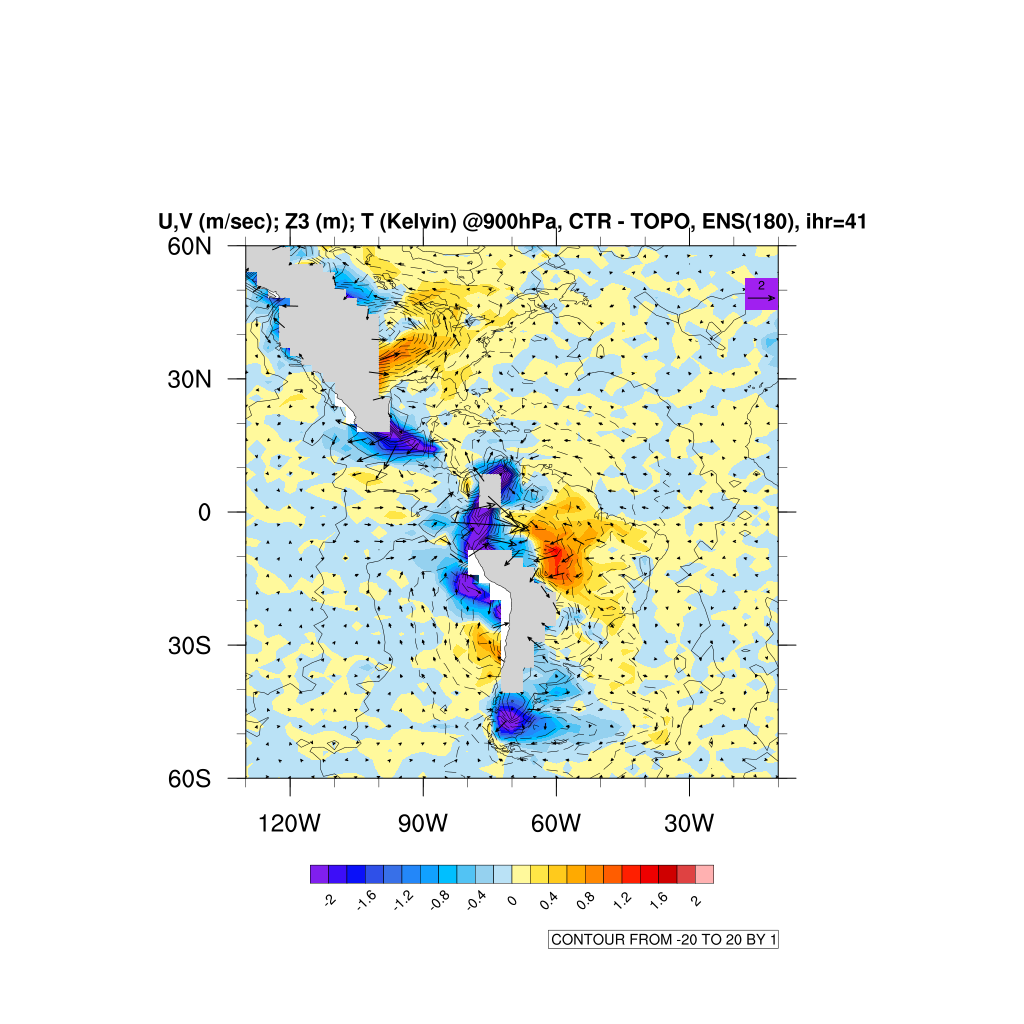 U,V (m/sec); Z3 (m); T (Kelvin) @900hPa, CTR - TOPO, ENS(180), ihr=41
60N
2
30N
0
30S
60S
120W 90W 60W 30W
-2 -1.6 -1.2 -0.8 -0.4 0 0.4 0.8 1.2 1.6 2
CONTOUR FROM -20 TO 20 BY 1